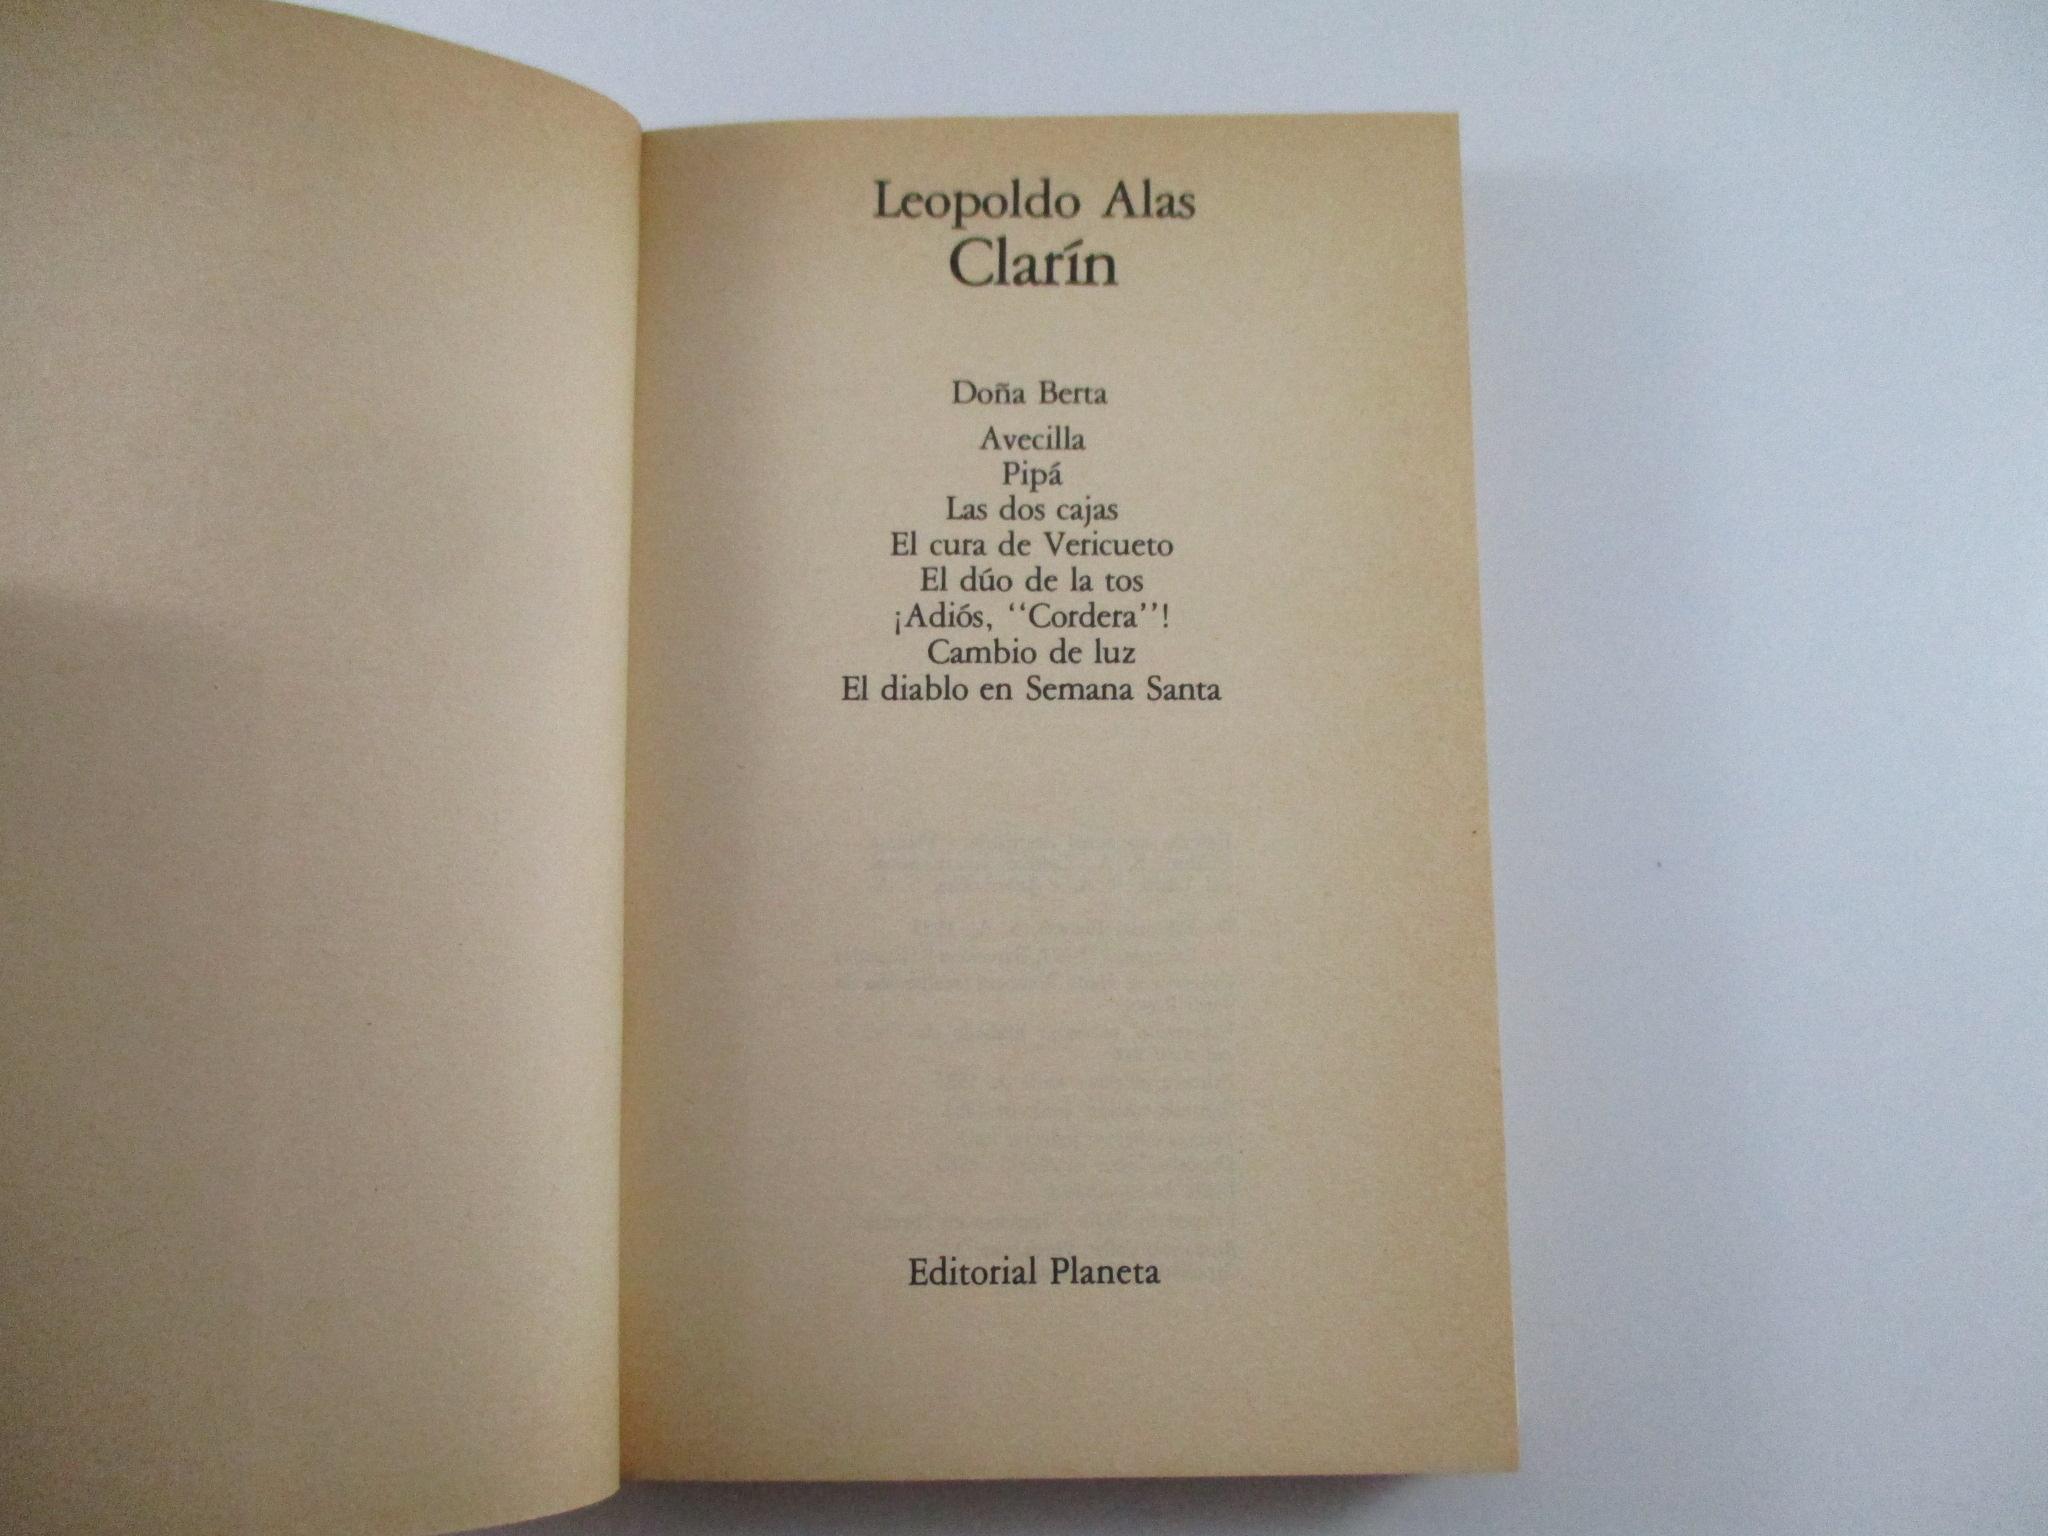 Leopoldo Alas
Clarín
Doña Berta
Avecilla
Pipá
Las dos cajas
El cura de Vericueto
El dúo de la tos
¡Adiós, ‘‘Cordera’’!
Cambio de luz
El diablo en Semana Santa
Editorial Planeta